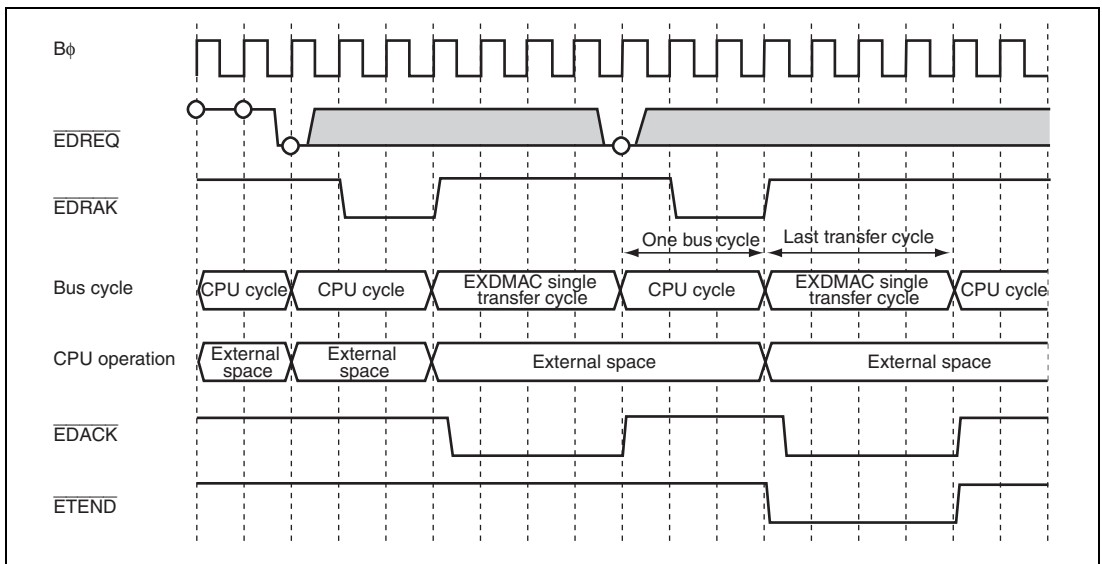 Bϕ
EDREQ
EDRAK
One bus cycle
Last transfer cycle
Bus cycle
CPU cycle
CPU cycle
EXDMAC single
transfer cycle
CPU cycle
EXDMAC single
transfer cycle
CPU cycle
CPU operation
External
space
External
space
External space
External space
EDACK
ETEND